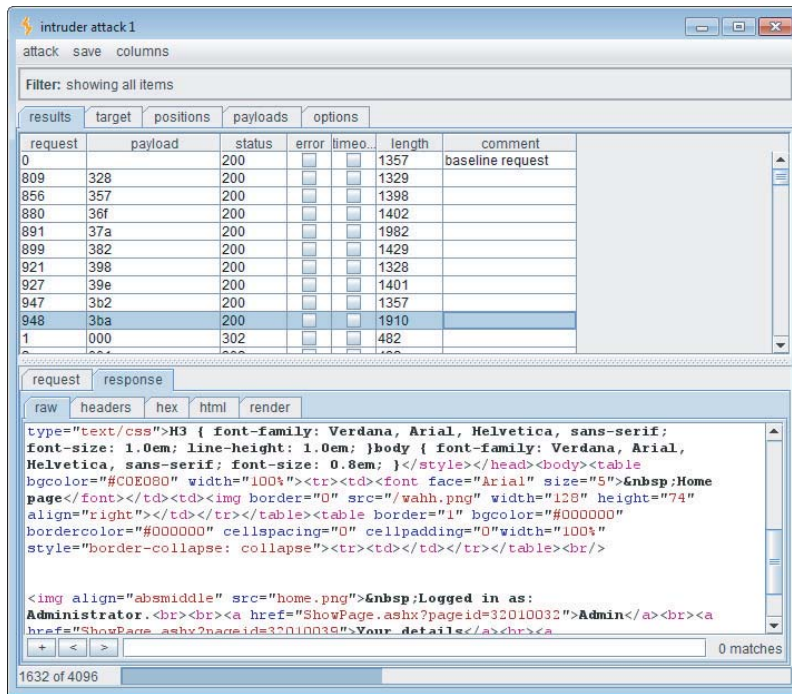 intruder attack 1
attack save columns
Filter: showing all items
results target positions payloads options
request payload status error timeo... length comment
0 200 1357 baseline request
809 328 200 1329
856 357 200 1398
880 36f 200 1402
891 37a 200 1982
899 382 200 1429
921 398 200 1328
927 39e 200 1401
947 3b2 200 1357
948 3ba 200 1910
1 000 302 482
request response
raw headers hex html render
type="text/css">H3 { font-family: Verdana, Arial, Helvetica, sans-serif;
font-size: 1.0em; line-height: 1.0em; }body { font-family: Verdana, Arial,
Helvetica, sans-serif; font-size: 0.8em; }</style></head><body><table
bgcolor="#C0E080" width="100%"><tr><td><font face="Arial" size="5">&nbsp;Home
page</font></td><td><img border="0" src="/wahh.png" width="128" height="74"
align="right"></td></tr></table><table border="1" bgcolor="#000000"
bordercolor="#000000" cellspacing="0" cellpadding="0"width="100%"
style="border-collapse: collapse"><tr><td></td></tr></table><br/>
<img align="absmiddle" src="home.png">&nbsp;Logged in as:
Administrator.<br><br><a href="ShowPage.ashx?pageid=32010032">Admin</a><br><a
href="ShowPage.ashx?pageid=32010039">Your details</a><br><a
+ < > 0 matches
1632 of 4096